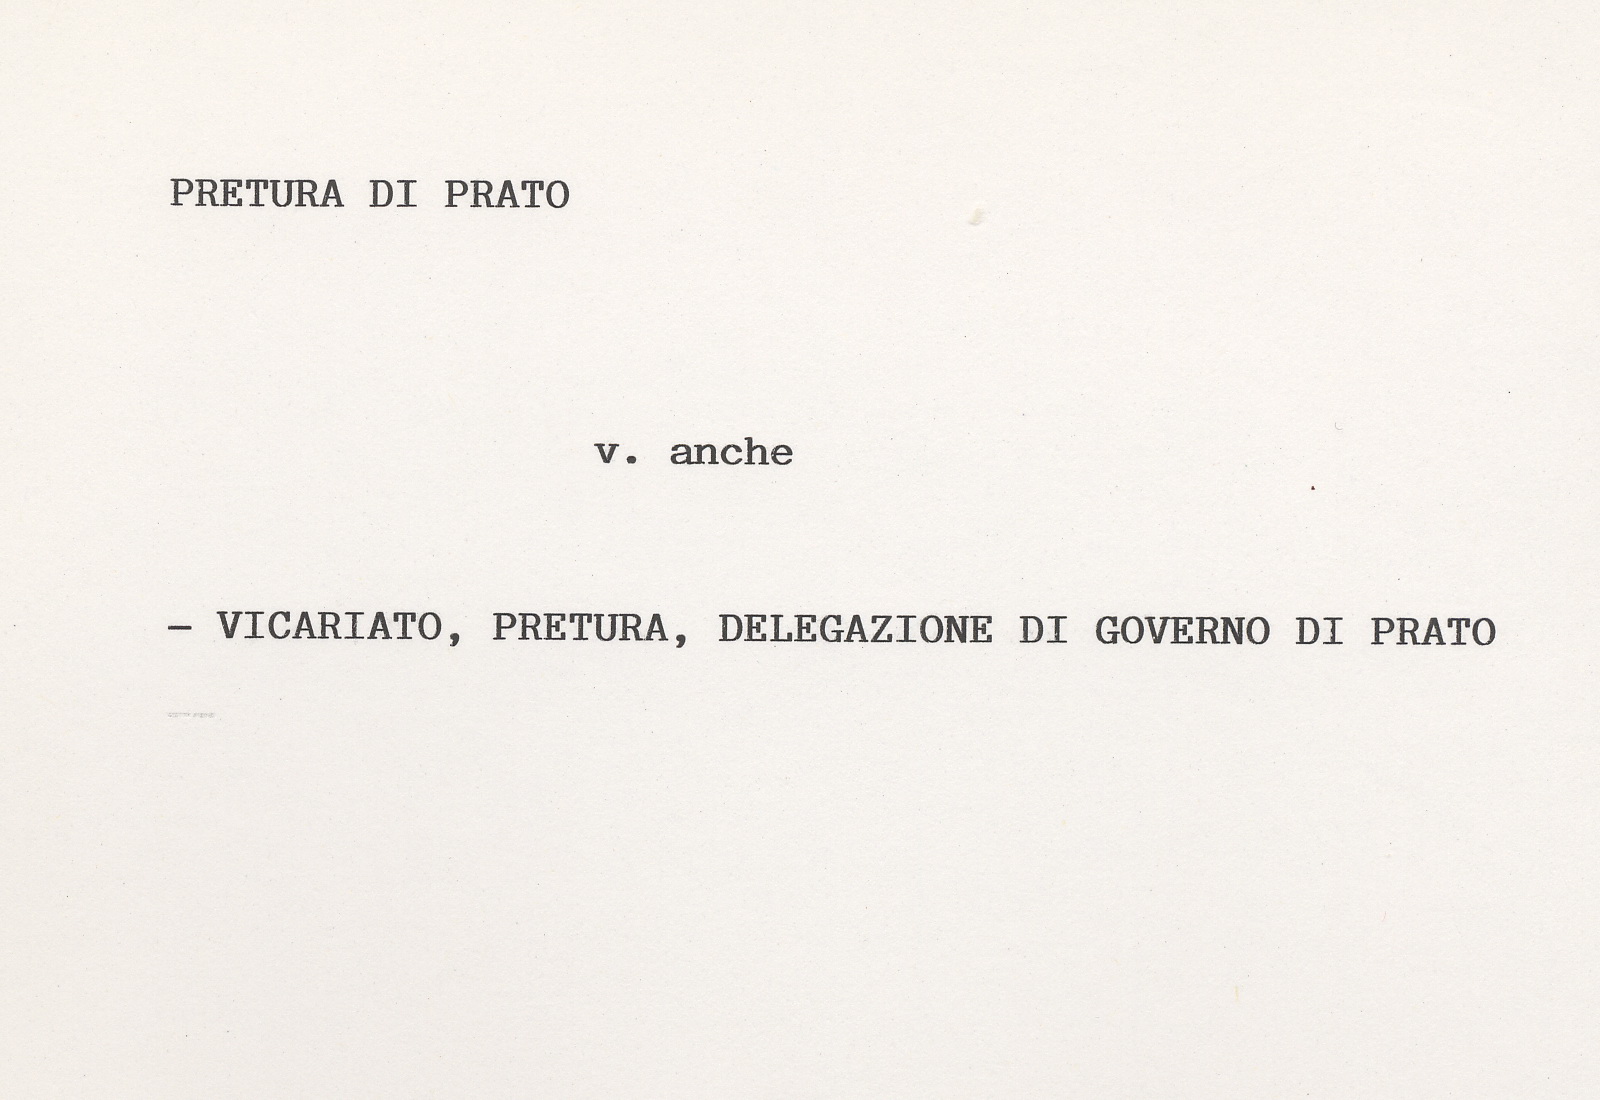 PRETURA DI PRATO
v. anche
- VICARIATO, PRETURA, DELEGAZIONE DI GOVERNO DI PRATO